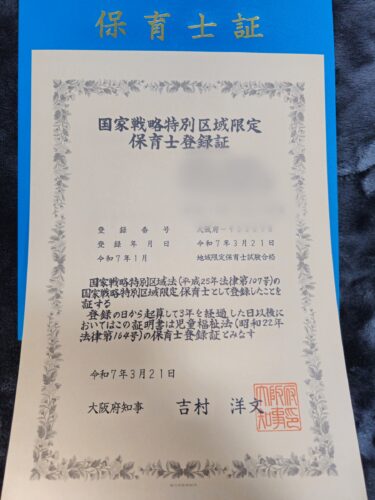 保育士証
国家戦略特別区域限定
保育士登録証
登録番号 大阪府-
登録年月日 令和7年3月21日
令和7年1月 地域限定保育士試験合格
国家戦略特別区域法(平成25年法律第107号)の
国家戦略特別区域限定保育士として登録したことを
証する
登録の日から起算して3年を経過した日以後に
おいてはこの証明書は児童福祉法(昭和22年
法律第164号)の保育士登録証とみなす
令和7年3月21日
大阪府知事 吉村洋文